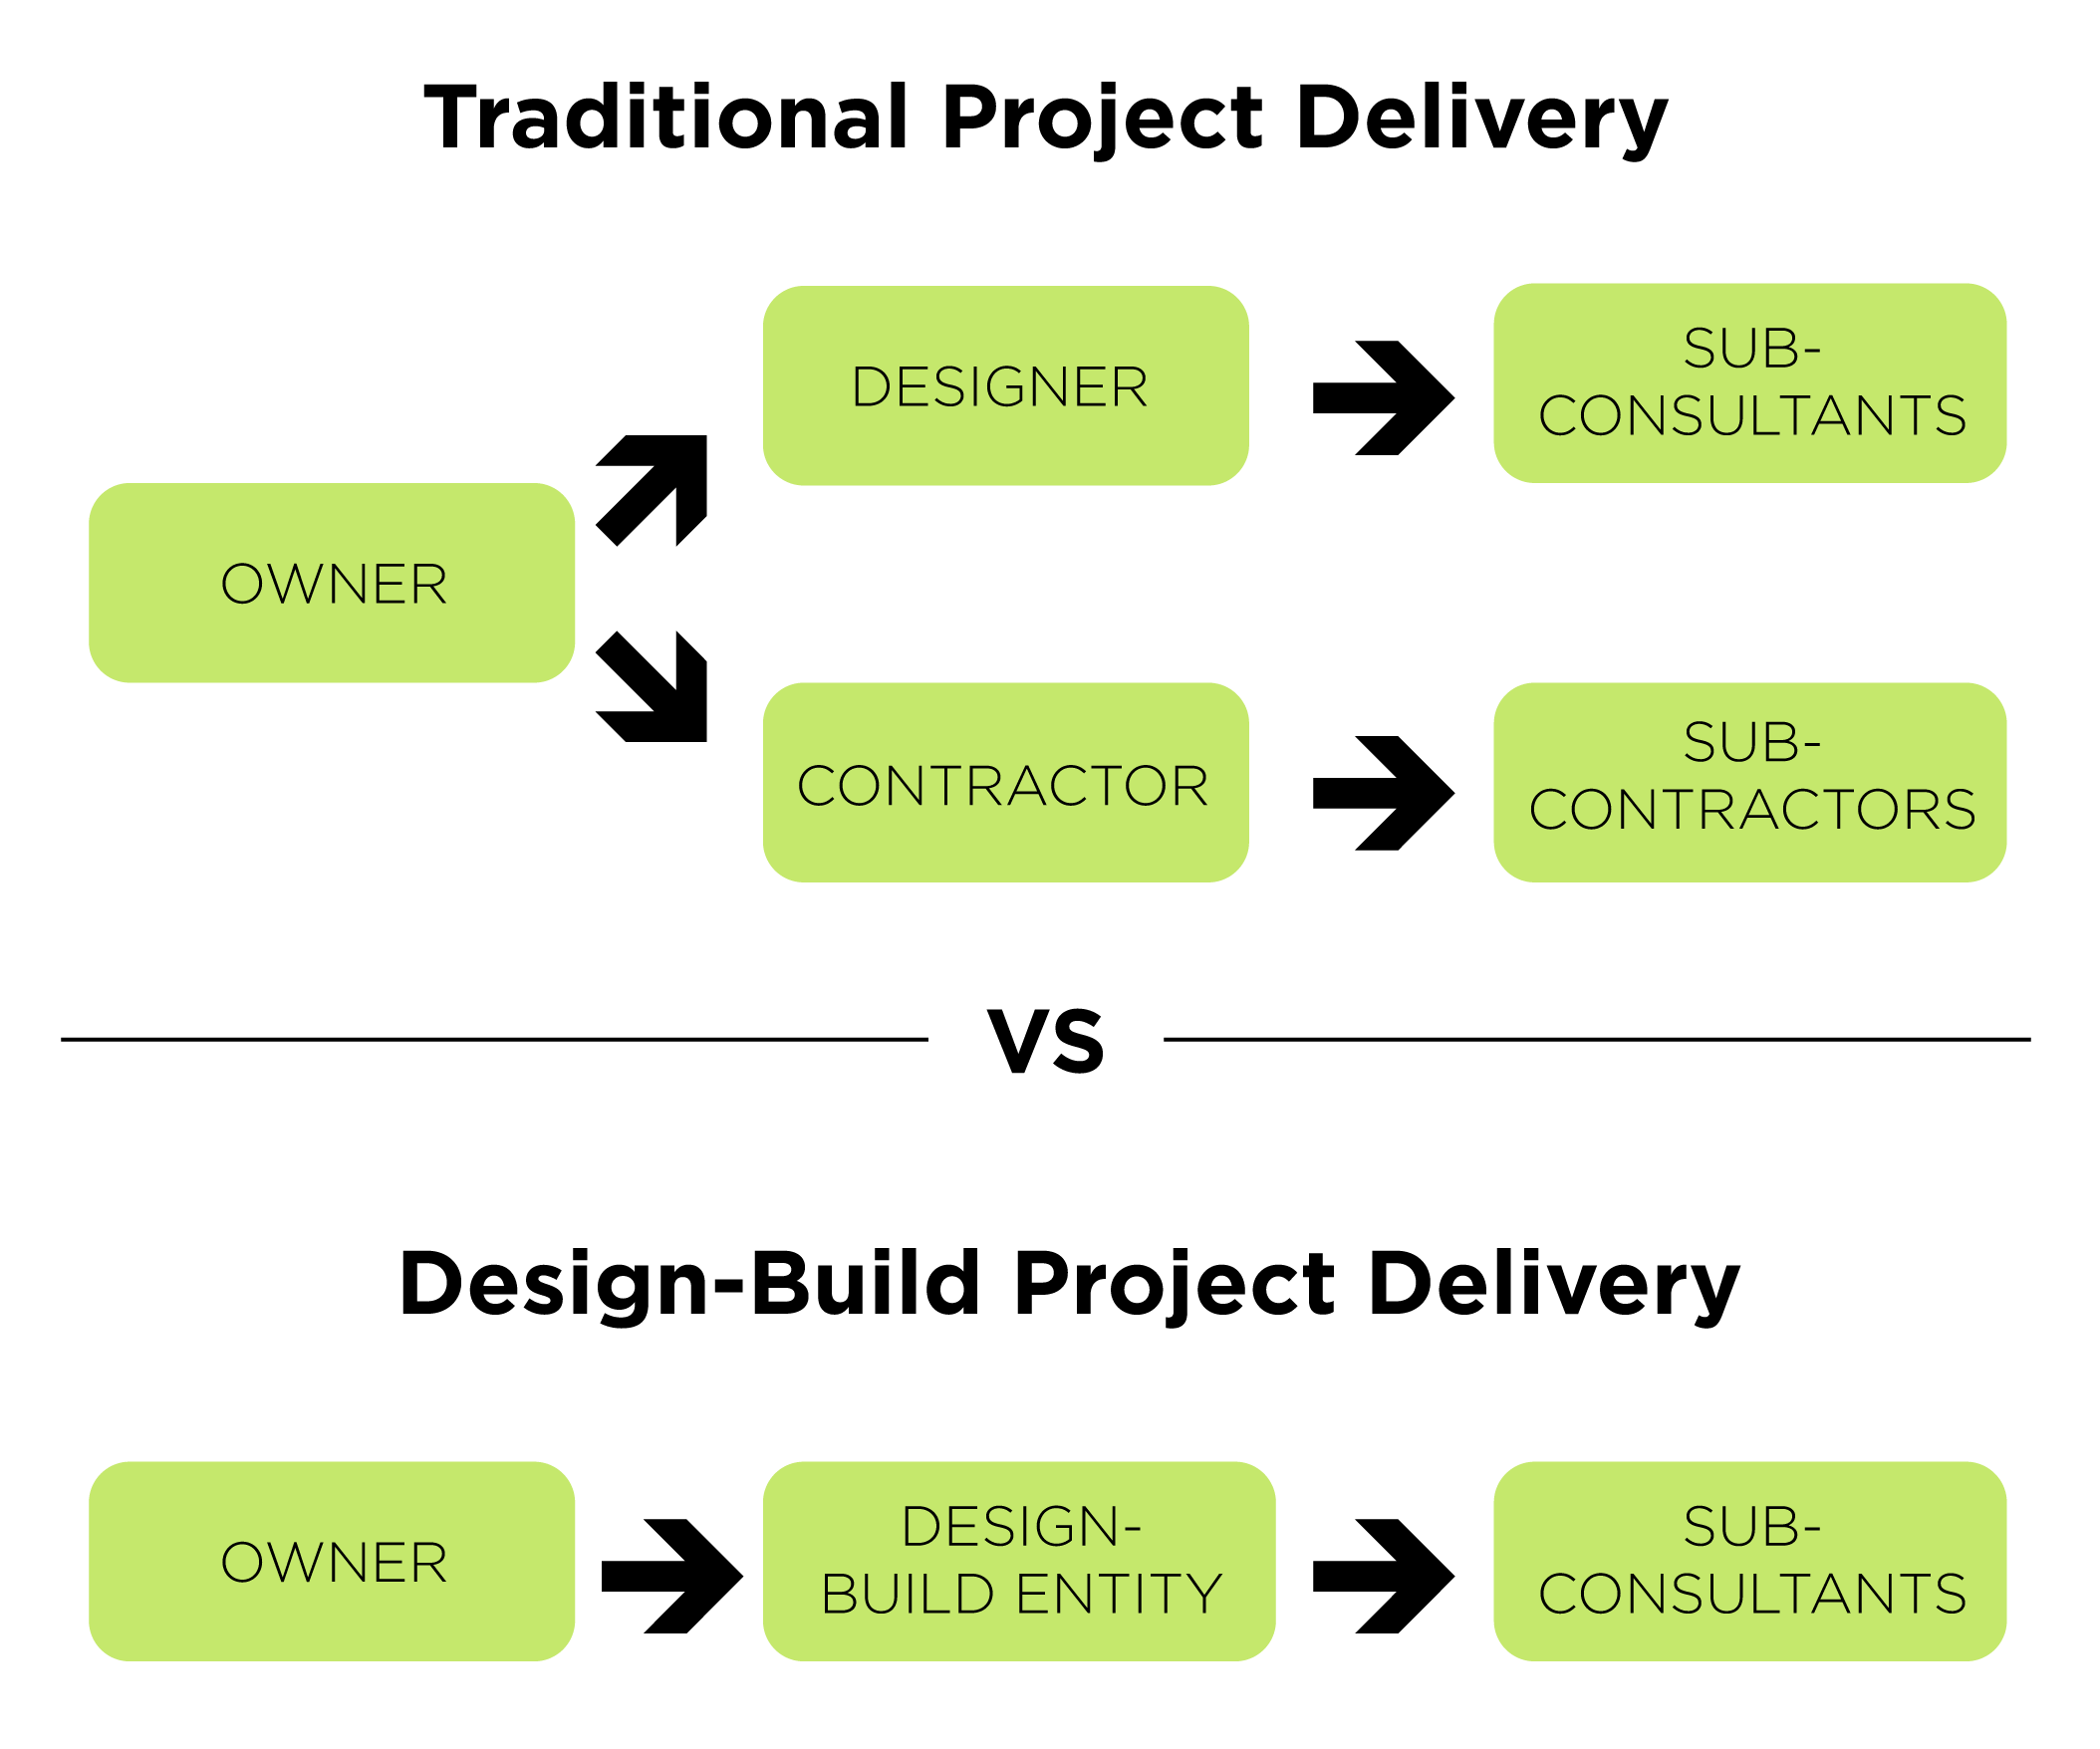 Traditional Project Delivery
DESIGNER
SUB-
CONSULTANTS
OWNER
CONTRACTOR
SUB-
CONTRACTORS
VS
Design-Build Project Delivery
OWNER
DESIGN-
BUILD ENTITY
SUB-
CONSULTANTS